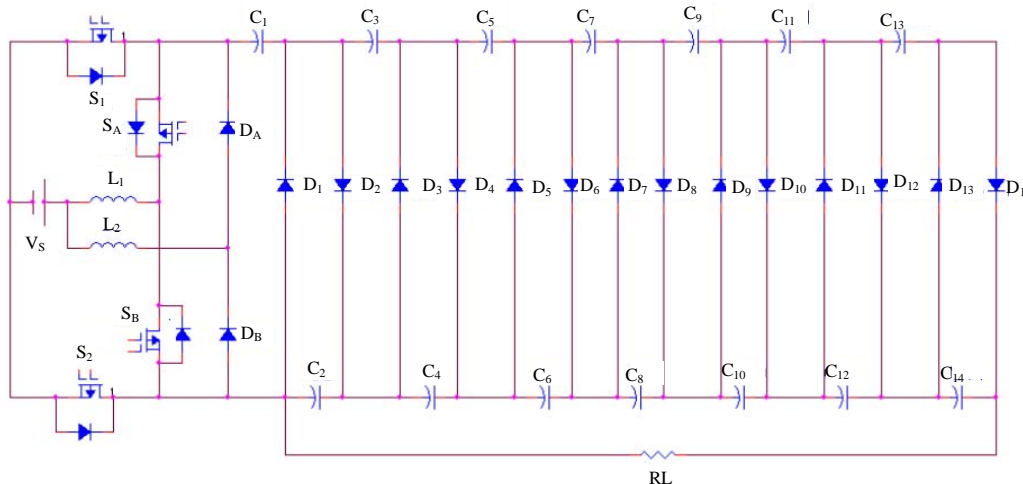 C1 C3 C5 C7 C9 C11 C13
S1
SA DA
L1 D1 D2 D3 D4 D5 D6 D7 D8 D9 D10 D11 D12 D13 D1
L2
VS
SB DB
S2 C2 C4 C6 C8 C10 C12 C14
RL